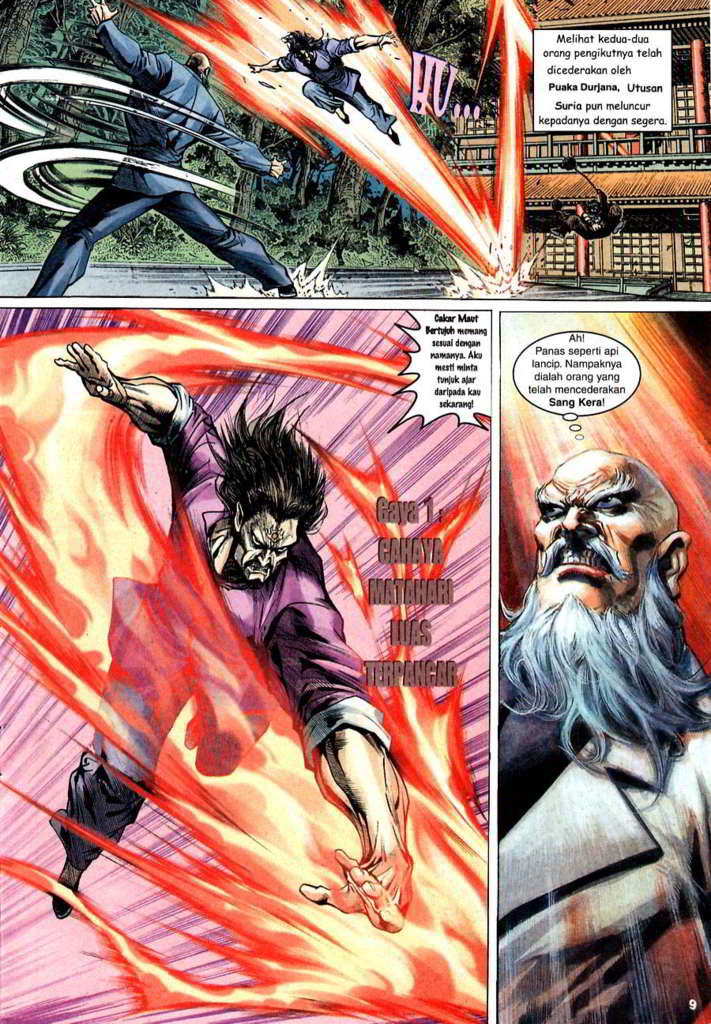 Melihat kedua-dua
orang pengikutnya telah
dicederakan oleh
Puaka Durjana, Utusan
Suria pun meluncur
kepadanya dengan segera.
HU...
Cakar Maut
Bertujuh memang
sesuai dengan
namanya. Aku
mesti minta
tunjuk ajar
daripada kau
sekarang!
Gaya 1 :
CAHAYA
MATAHARI
LUAS
TERPANCAR
Ah!
Panas seperti api
lancip. Nampaknya
dialah orang yang
telah mencederakan
Sang Kera!
9